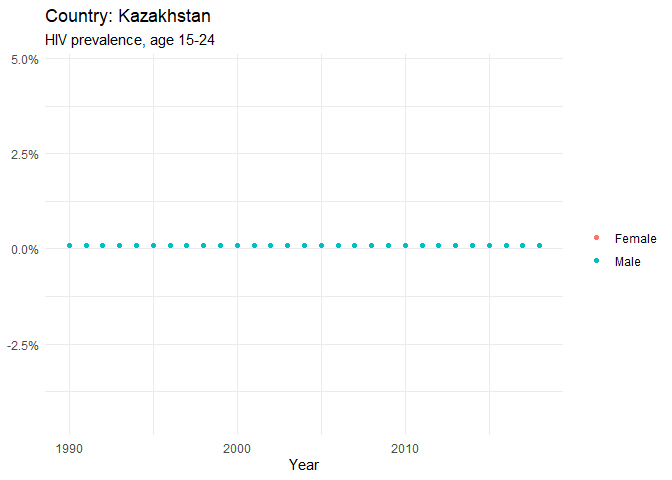 Country: Kazakhstan
HIV prevalence, age 15-24
5.0%
2.5%
0.0%
-2.5%
1990
2000
2010
Year
Female
Male